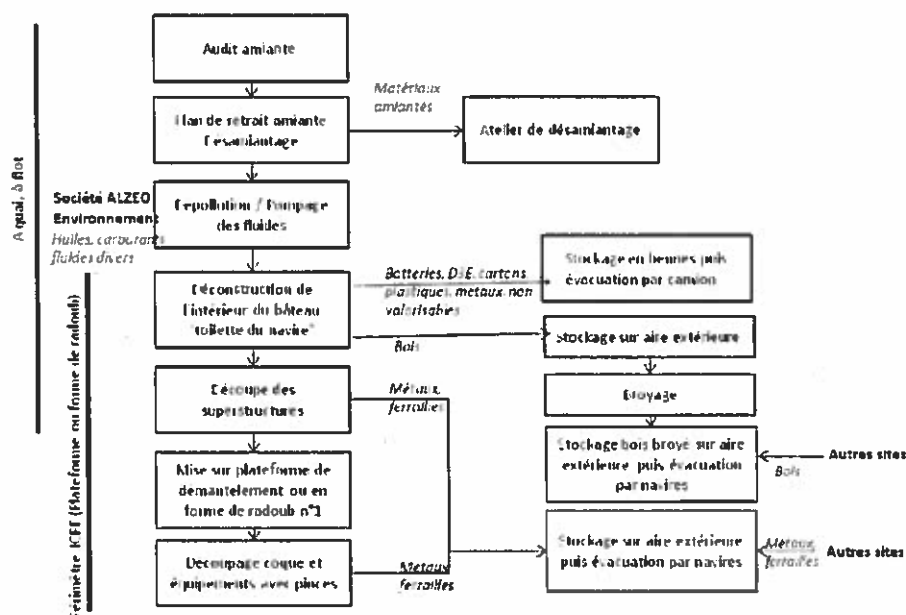 Audit amiante
Plan de retrait amiante
Désamiantage
Matériaux
amiantés
Atelier de désamiantage
A quai, à flot
Société ALZEO
Environnement
Huiles, carburants
fluides divers
Dépollution / Pompage
des fluides
Déconstruction de
l'intérieur du bâteau
"toilette du navire"
Batteries, D3E, cartons
plastiques, métaux non
valorisables
Stockage en bennes puis
évacuation par camion
Bois
Stockage sur aire extérieure
Broyage
Découpe des
superstructures
Métaux,
ferrailles
Stockage bois broyé sur aire
extérieure puis évacuation
par navires
Autres sites
Bois
Mise sur plateforme de
démantelement ou en
forme de radoub n°1
Découpage coque et
équipements avec pinces
Métaux
ferrailles
Stockage sur aire extérieure
puis évacuation par navires
Métaux,
ferrailles
Autres sites
Périmètre ICPE (Plateforme ou forme de radoub)